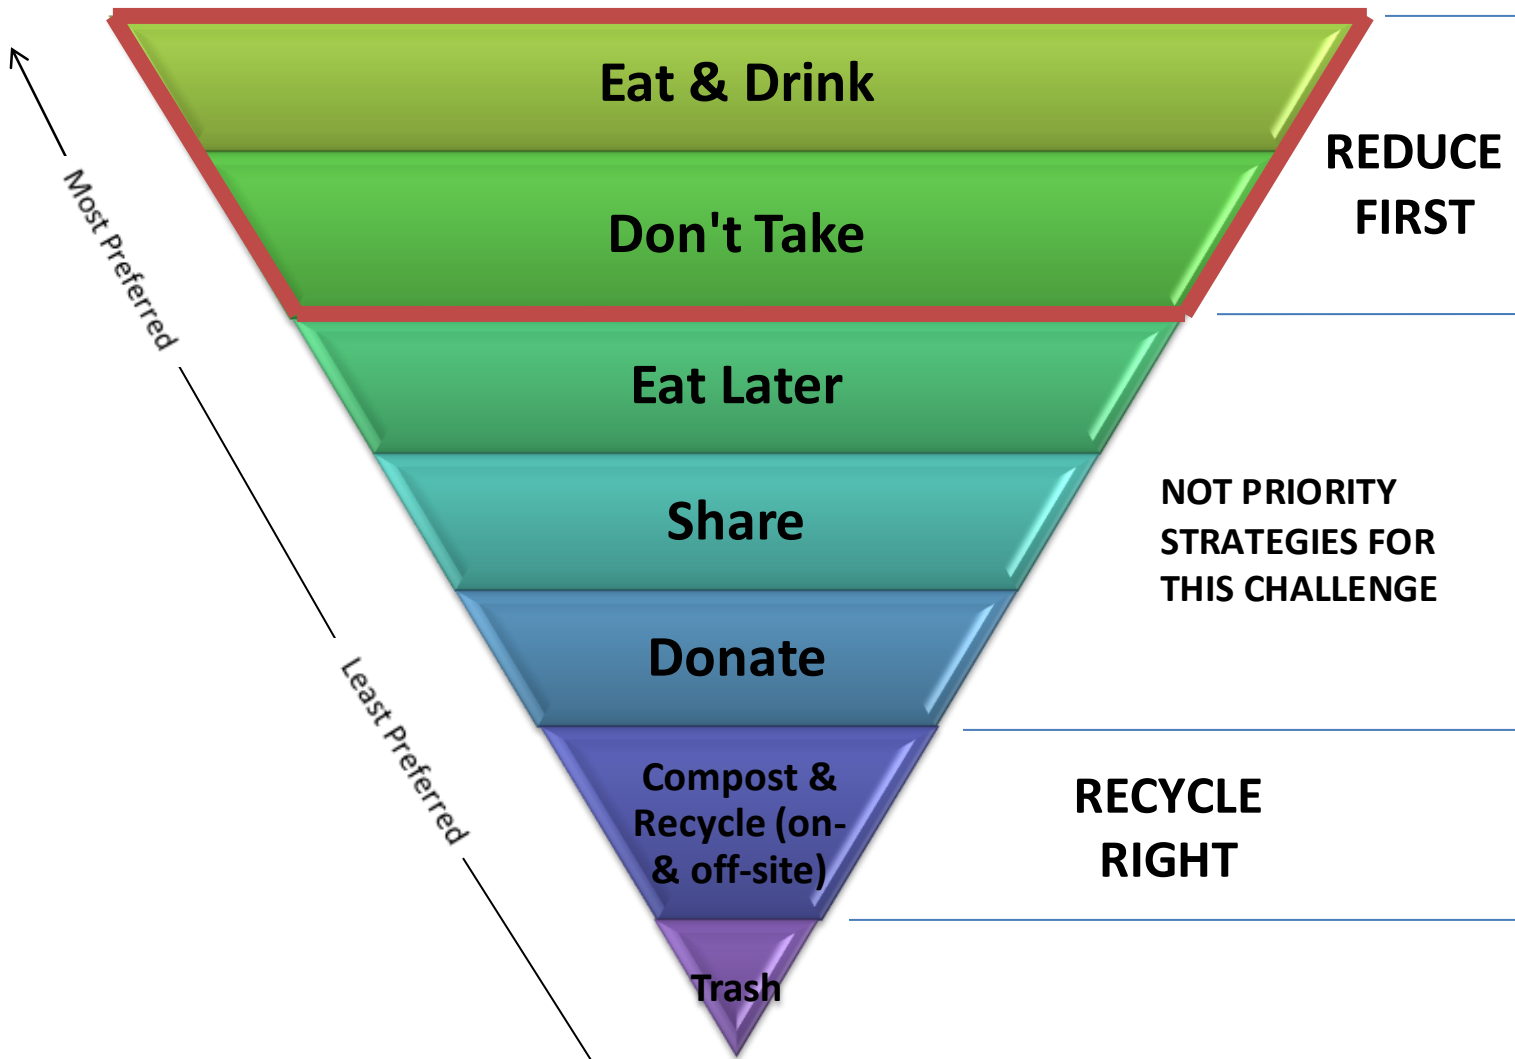 Eat & Drink
Don't Take
Eat Later
Share
Donate
Compost &
Recycle (on-
& off-site)
Trash
Most Preferred
Least Preferred
REDUCE
FIRST
NOT PRIORITY
STRATEGIES FOR
THIS CHALLENGE
RECYCLE
RIGHT